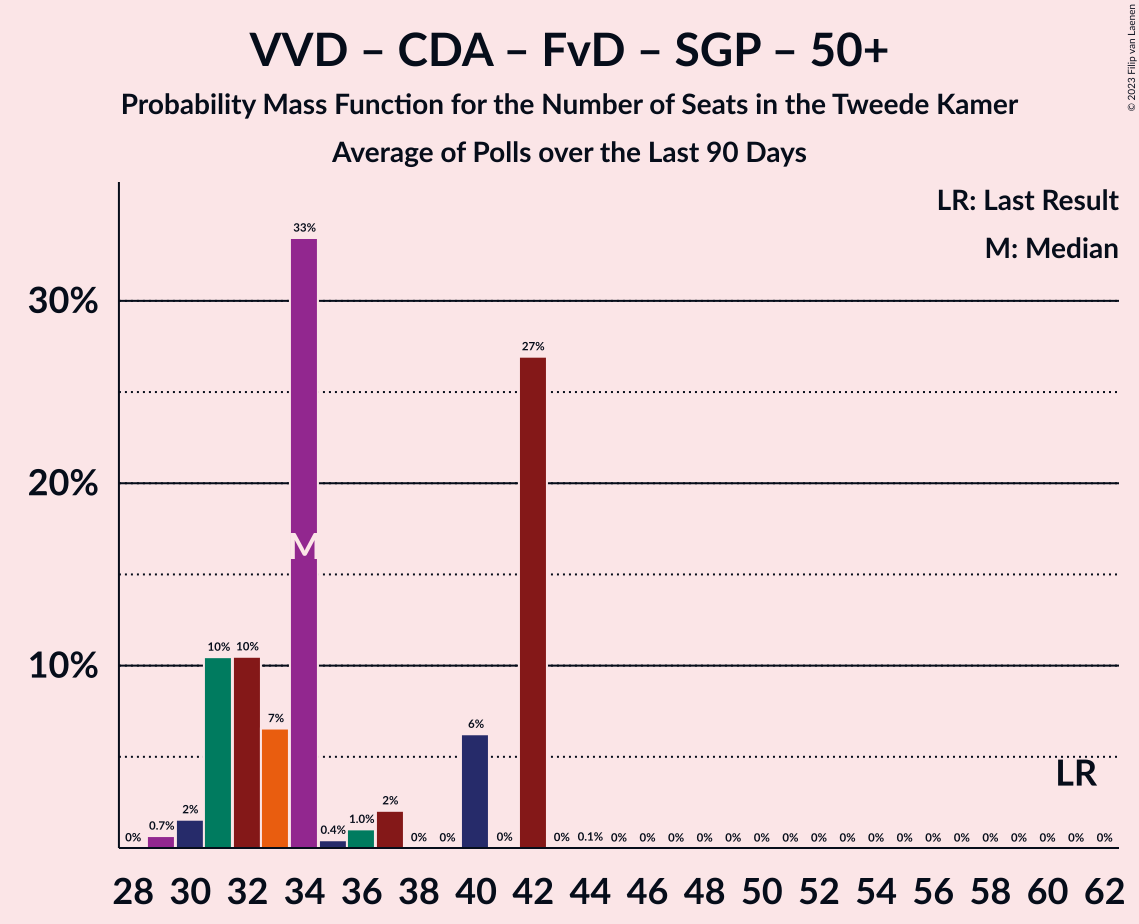 VVD – CDA – FvD – SGP – 50+
Probability Mass Function for the Number of Seats in the Tweede Kamer
Average of Polls over the Last 90 Days
© 2023 Filip van Laenen
LR: Last Result
M: Median
30%
20%
10%
0% 0.7% 2% 10% 10% 7% 33% 0.4% 1.0% 2% 0% 0% 6% 0% 27% 0% 0.1% 0% 0% 0% 0% 0% 0% 0% 0% 0% 0% 0% 0% 0% 0% 0% 0% 0% 0%
M
LR
28 30 32 34 36 38 40 42 44 46 48 50 52 54 56 58 60 62